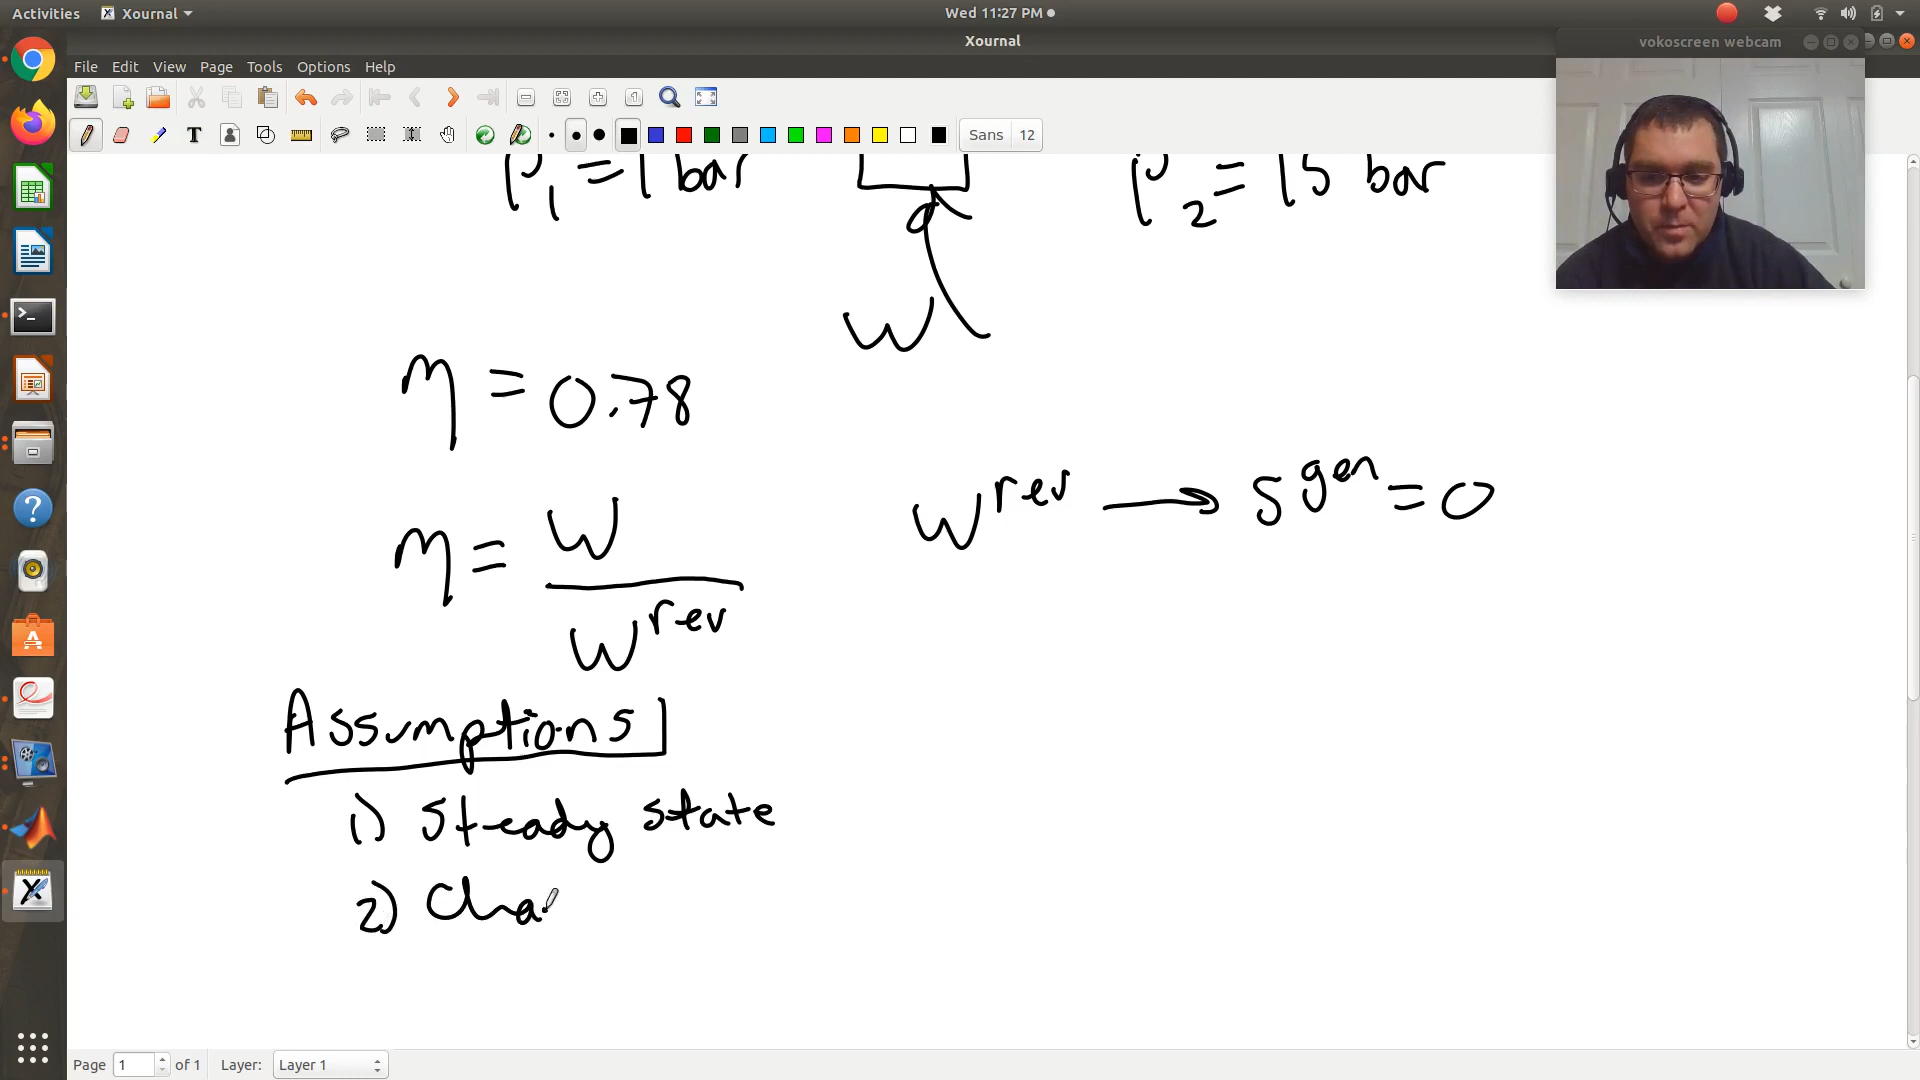 Activities Xournal Wed 11:27 PM
Xournal
vokoscreen webcam
File Edit View Page Tools Options Help
Sans 12
P1 = 1 bar
P2 = 15 bar
W
η = 0.78
W^rev → S^gen = 0
η = W
W^rev
Assumptions
1) Steady state
2) Cha
Page 1 of 1 Layer: Layer 1